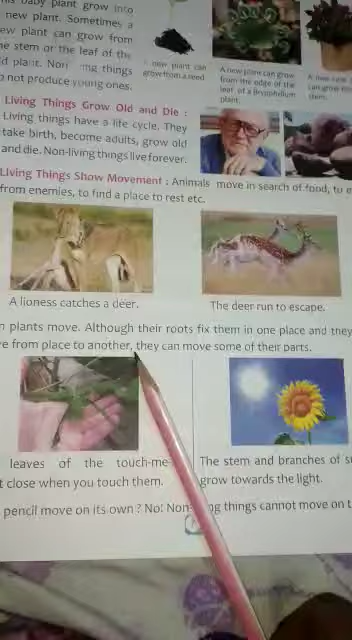 his baby plant grow into
new plant. Sometimes a
ew plant can grow from
he stem or the leaf of the
d plant. Non ing things
o not produce young ones.
new plant can
grow from a seed
A new plant can grow
from the edge of the
leaf of a Bryophyllum
plant.
A new
can grow
stem.
Living Things Grow Old and Die :
Living things have a life cycle. They
take birth, become adults, grow old
and die. Non-living things live forever.
Living Things Show Movement : Animals move in search of food, to e
from enemies, to find a place to rest etc.
A lioness catches a deer.
The deer run to escape.
n plants move. Although their roots fix them in one place and they
e from place to another, they can move some of their parts.
leaves of the touch-me
t close when you touch them.
The stem and branches of su
grow towards the light.
pencil move on its own ? No! Non ng things cannot move on t